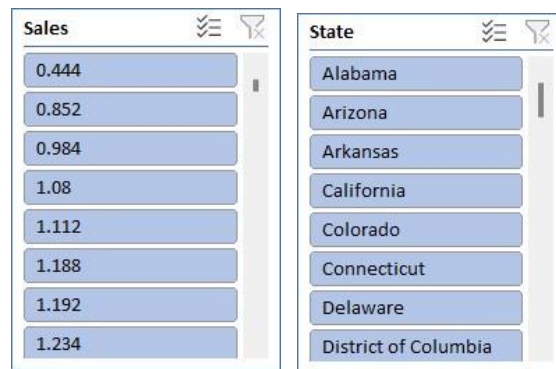 Sales
0.444
0.852
0.984
1.08
1.112
1.188
1.192
1.234
State
Alabama
Arizona
Arkansas
California
Colorado
Connecticut
Delaware
District of Columbia